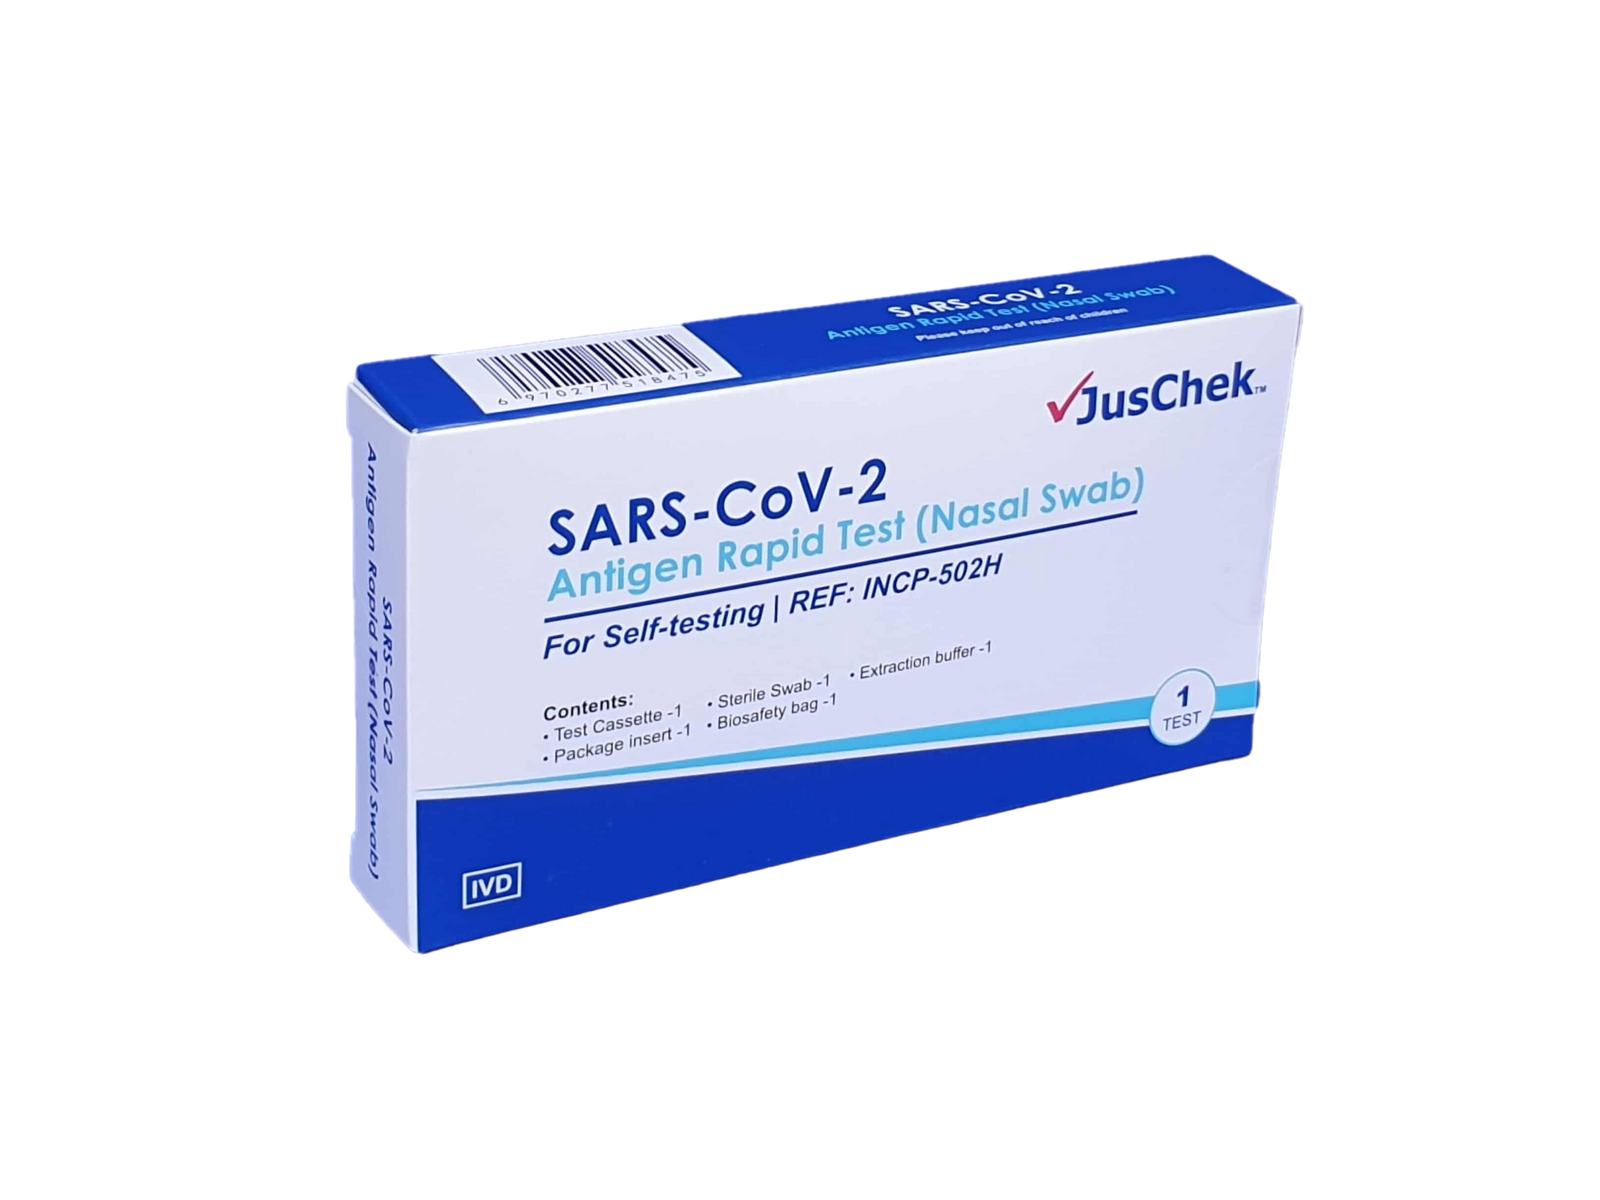 SARS-CoV-2
Antigen Rapid Test (Nasal Swab)
Please keep out of reach of children
6 970277 518475
✓JusChek™
SARS-CoV-2
Antigen Rapid Test (Nasal Swab)
For Self-testing | REF: INCP-502H
Contents:
• Test Cassette -1 • Sterile Swab -1 • Extraction buffer -1
• Package insert -1 • Biosafety bag -1
1
TEST
IVD
SARS-CoV-2
Antigen Rapid Test (Nasal Swab)